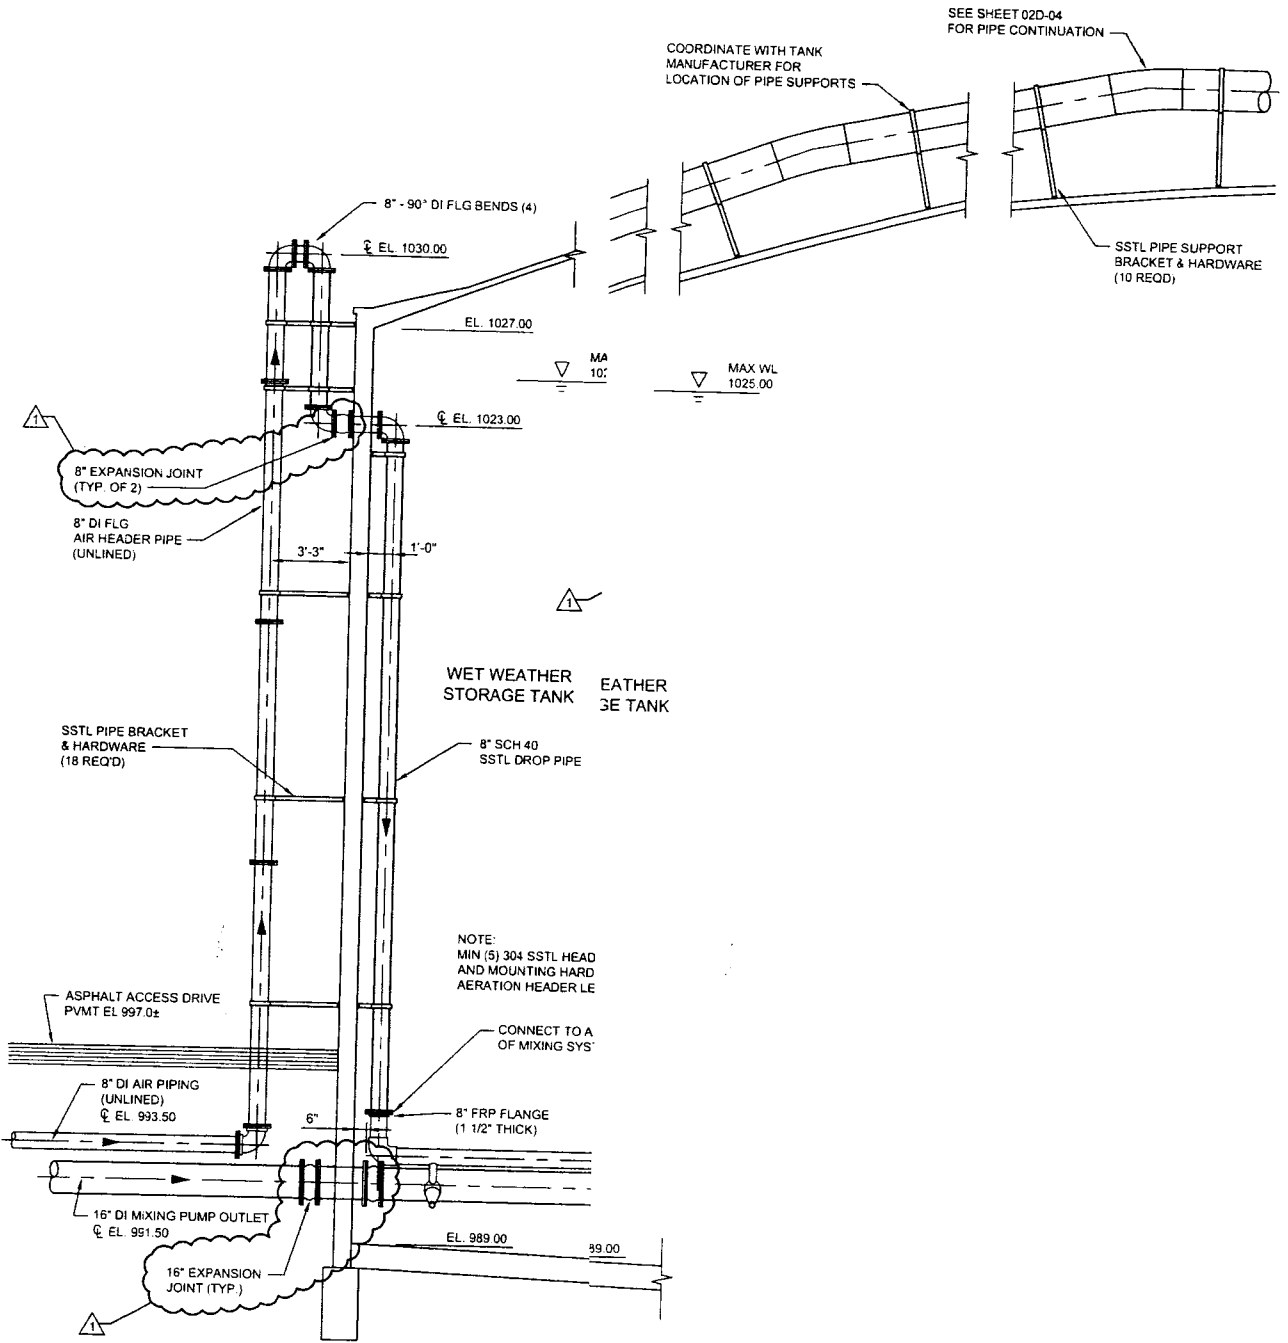 SEE SHEET 02D-04
FOR PIPE CONTINUATION
COORDINATE WITH TANK
MANUFACTURER FOR
LOCATION OF PIPE SUPPORTS
8" - 90° DI FLG BENDS (4)
℄ EL. 1030.00
SSTL PIPE SUPPORT
BRACKET & HARDWARE
(10 REQD)
EL. 1027.00
MA
MAX WL
1025.00
1
℄ EL. 1023.00
8" EXPANSION JOINT
(TYP. OF 2)
8" DI FLG
AIR HEADER PIPE
(UNLINED)
3'-3"
1'-0"
1
WET WEATHER
STORAGE TANK
EATHER
GE TANK
SSTL PIPE BRACKET
& HARDWARE
(18 REQ'D)
8" SCH 40
SSTL DROP PIPE
NOTE:
MIN (5) 304 SSTL HEAD
AND MOUNTING HARD
AERATION HEADER LE
ASPHALT ACCESS DRIVE
PVMT EL 997.0±
CONNECT TO A
OF MIXING SYS
8" DI AIR PIPING
(UNLINED)
℄ EL. 993.50
6"
8" FRP FLANGE
(1 1/2" THICK)
16" DI MIXING PUMP OUTLET
℄ EL. 991.50
EL. 989.00
89.00
16" EXPANSION
JOINT (TYP.)
1